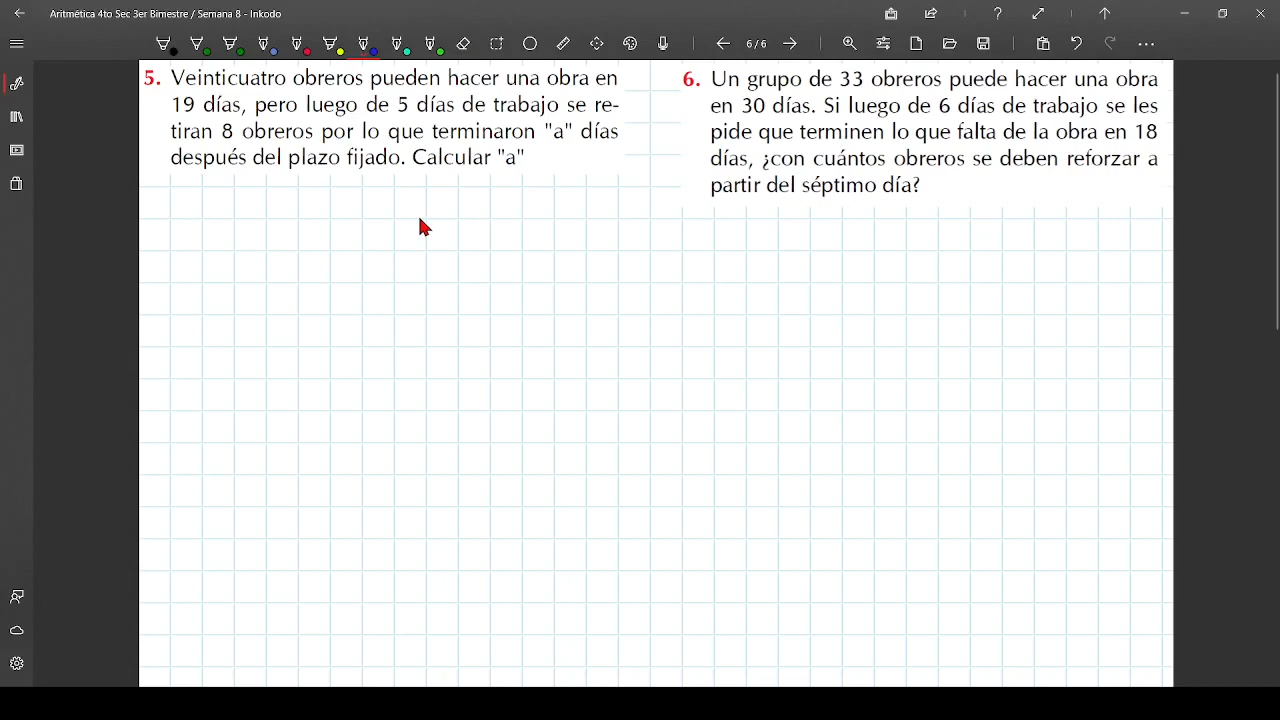 Aritmética 4to Sec 3er Bimestre / Semana 8 - Inkodo
6/6
5. Veinticuatro obreros pueden hacer una obra en
19 días, pero luego de 5 días de trabajo se re-
tiran 8 obreros por lo que terminaron "a" días
después del plazo fijado. Calcular "a"
6. Un grupo de 33 obreros puede hacer una obra
en 30 días. Si luego de 6 días de trabajo se les
pide que terminen lo que falta de la obra en 18
días, ¿con cuántos obreros se deben reforzar a
partir del séptimo día?